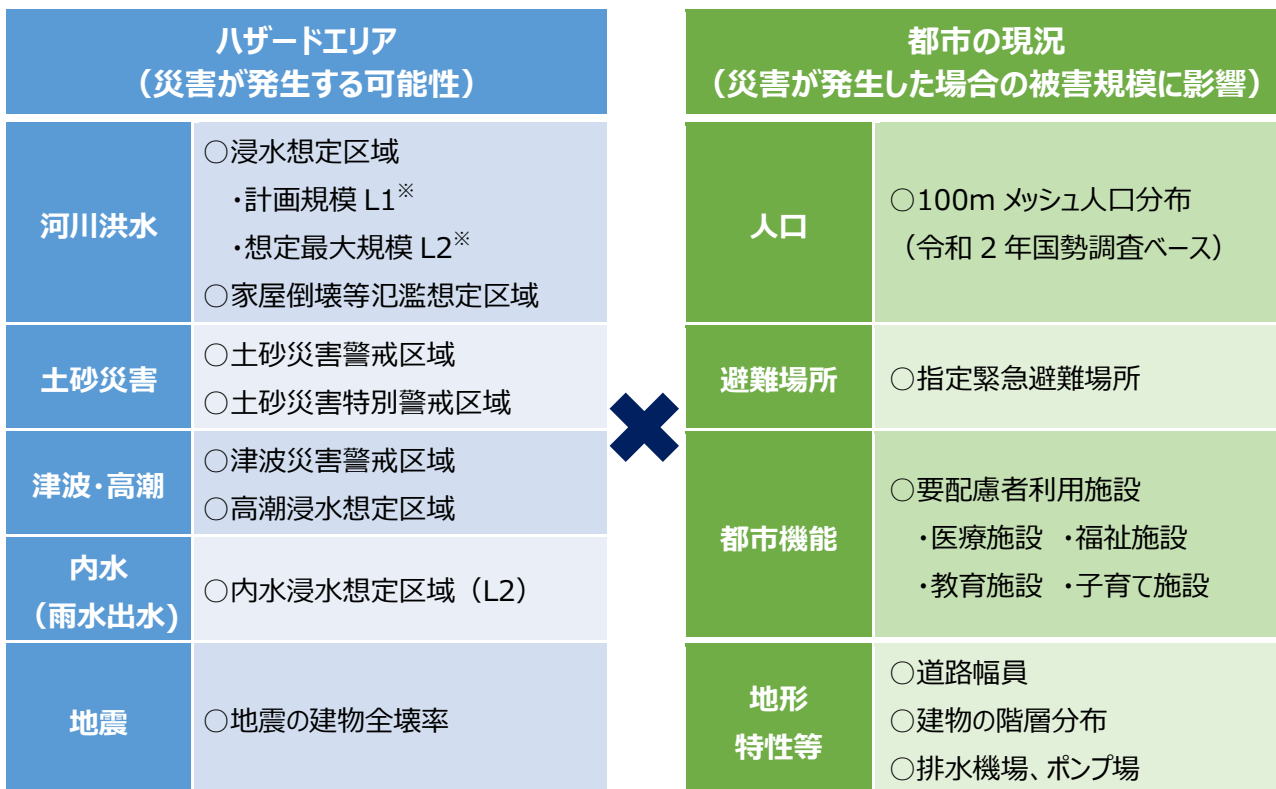 ハザードエリア
（災害が発生する可能性）
河川洪水
○浸水想定区域
・計画規模 L1※
・想定最大規模 L2※
○家屋倒壊等氾濫想定区域
土砂災害
○土砂災害警戒区域
○土砂災害特別警戒区域
津波・高潮
○津波災害警戒区域
○高潮浸水想定区域
内水
（雨水出水)
○内水浸水想定区域（L2）
地震
○地震の建物全壊率
都市の現況
（災害が発生した場合の被害規模に影響）
人口
○100m メッシュ人口分布
（令和 2 年国勢調査ベース）
避難場所
○指定緊急避難場所
都市機能
○要配慮者利用施設
・医療施設 ・福祉施設
・教育施設 ・子育て施設
地形
特性等
○道路幅員
○建物の階層分布
○排水機場、ポンプ場